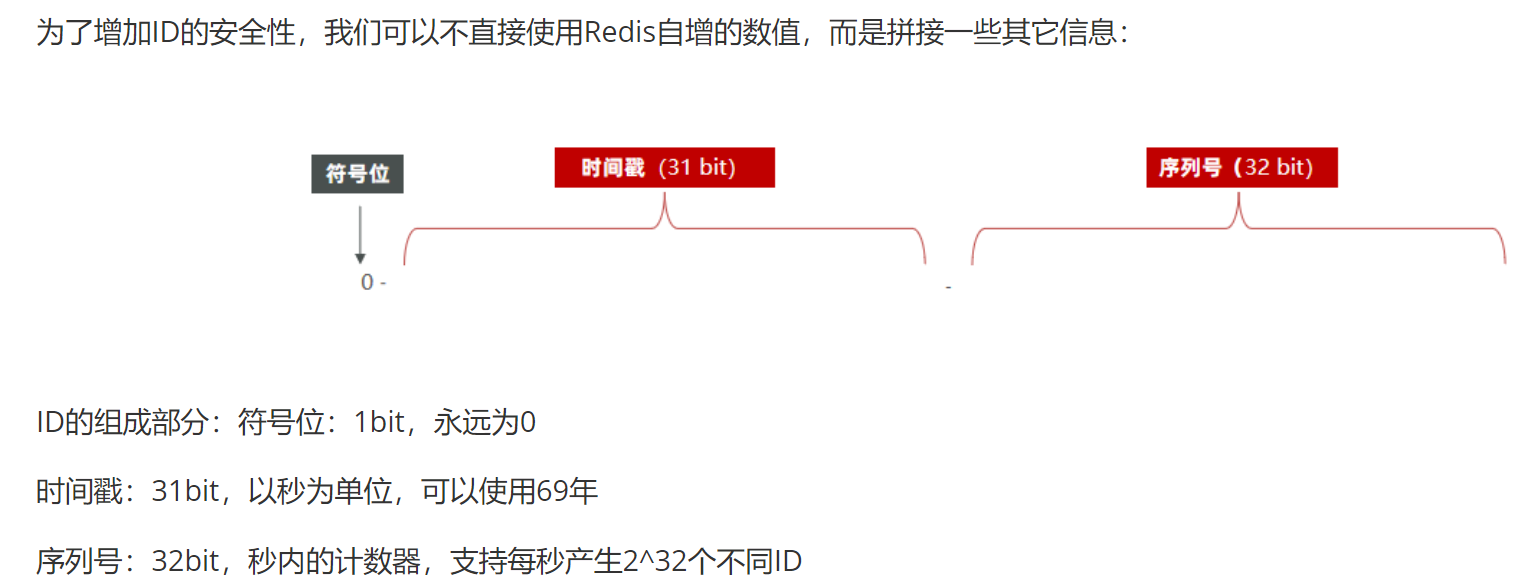 为了增加ID的安全性，我们可以不直接使用Redis自增的数值，而是拼接一些其它信息：
符号位
时间戳（31 bit）
序列号（32 bit）
0 -
-
ID的组成部分：符号位：1bit，永远为0
时间戳：31bit，以秒为单位，可以使用69年
序列号：32bit，秒内的计数器，支持每秒产生2^32个不同ID